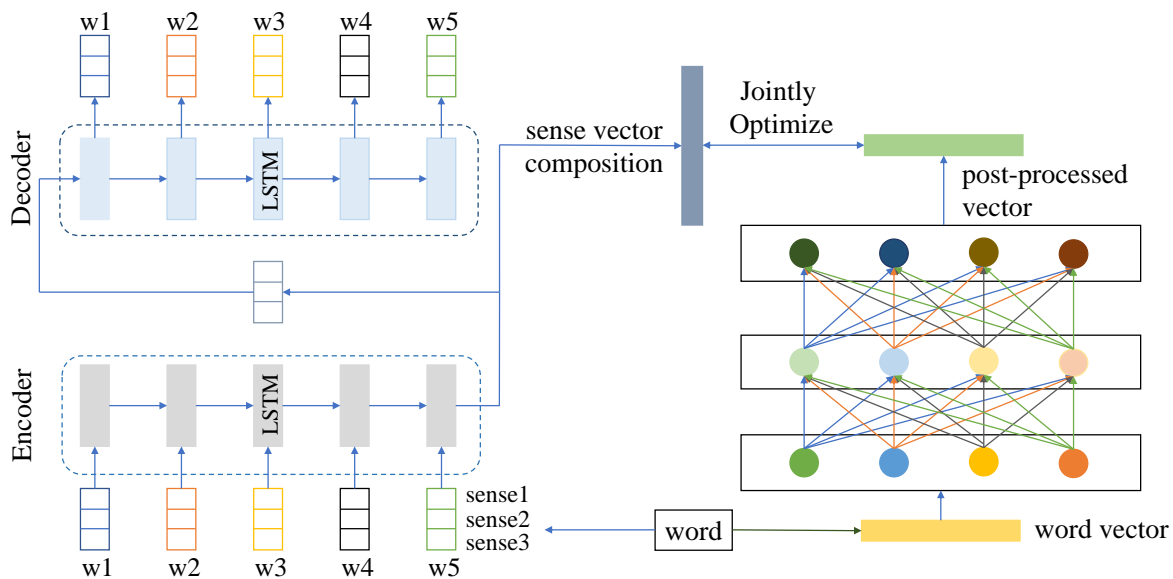 w1 w2 w3 w4 w5
Decoder
LSTM
sense vector
composition
Jointly
Optimize
post-processed
vector
Encoder
LSTM
sense1
sense2
sense3
w1 w2 w3 w4 w5
word
word vector